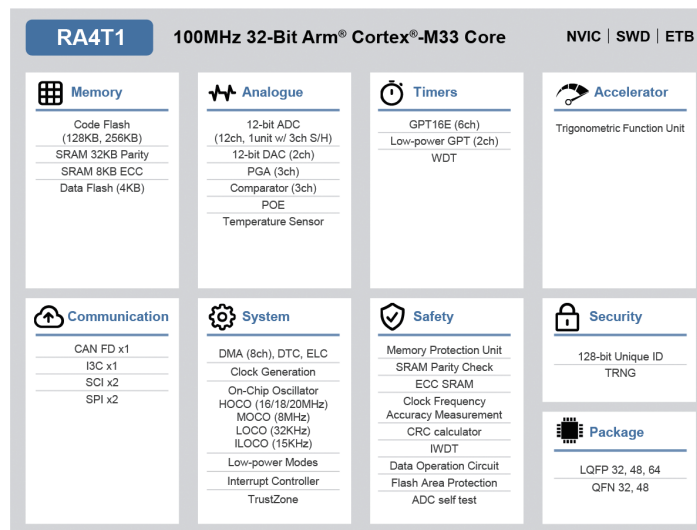 RA4T1
100MHz 32-Bit Arm® Cortex®-M33 Core
NVIC | SWD | ETB
Memory
Code Flash
(128KB, 256KB)
SRAM 32KB Parity
SRAM 8KB ECC
Data Flash (4KB)
Analogue
12-bit ADC
(12ch, 1unit w/ 3ch S/H)
12-bit DAC (2ch)
PGA (3ch)
Comparator (3ch)
POE
Temperature Sensor
Timers
GPT16E (6ch)
Low-power GPT (2ch)
WDT
Accelerator
Trigonometric Function Unit
Communication
CAN FD x1
I3C x1
SCI x2
SPI x2
System
DMA (8ch), DTC, ELC
Clock Generation
On-Chip Oscillator
HOCO (16/18/20MHz)
MOCO (8MHz)
LOCO (32KHz)
ILOCO (15KHz)
Low-power Modes
Interrupt Controller
TrustZone
Safety
Memory Protection Unit
SRAM Parity Check
ECC SRAM
Clock Frequency
Accuracy Measurement
CRC calculator
IWDT
Data Operation Circuit
Flash Area Protection
ADC self test
Security
128-bit Unique ID
TRNG
Package
LQFP 32, 48, 64
QFN 32, 48